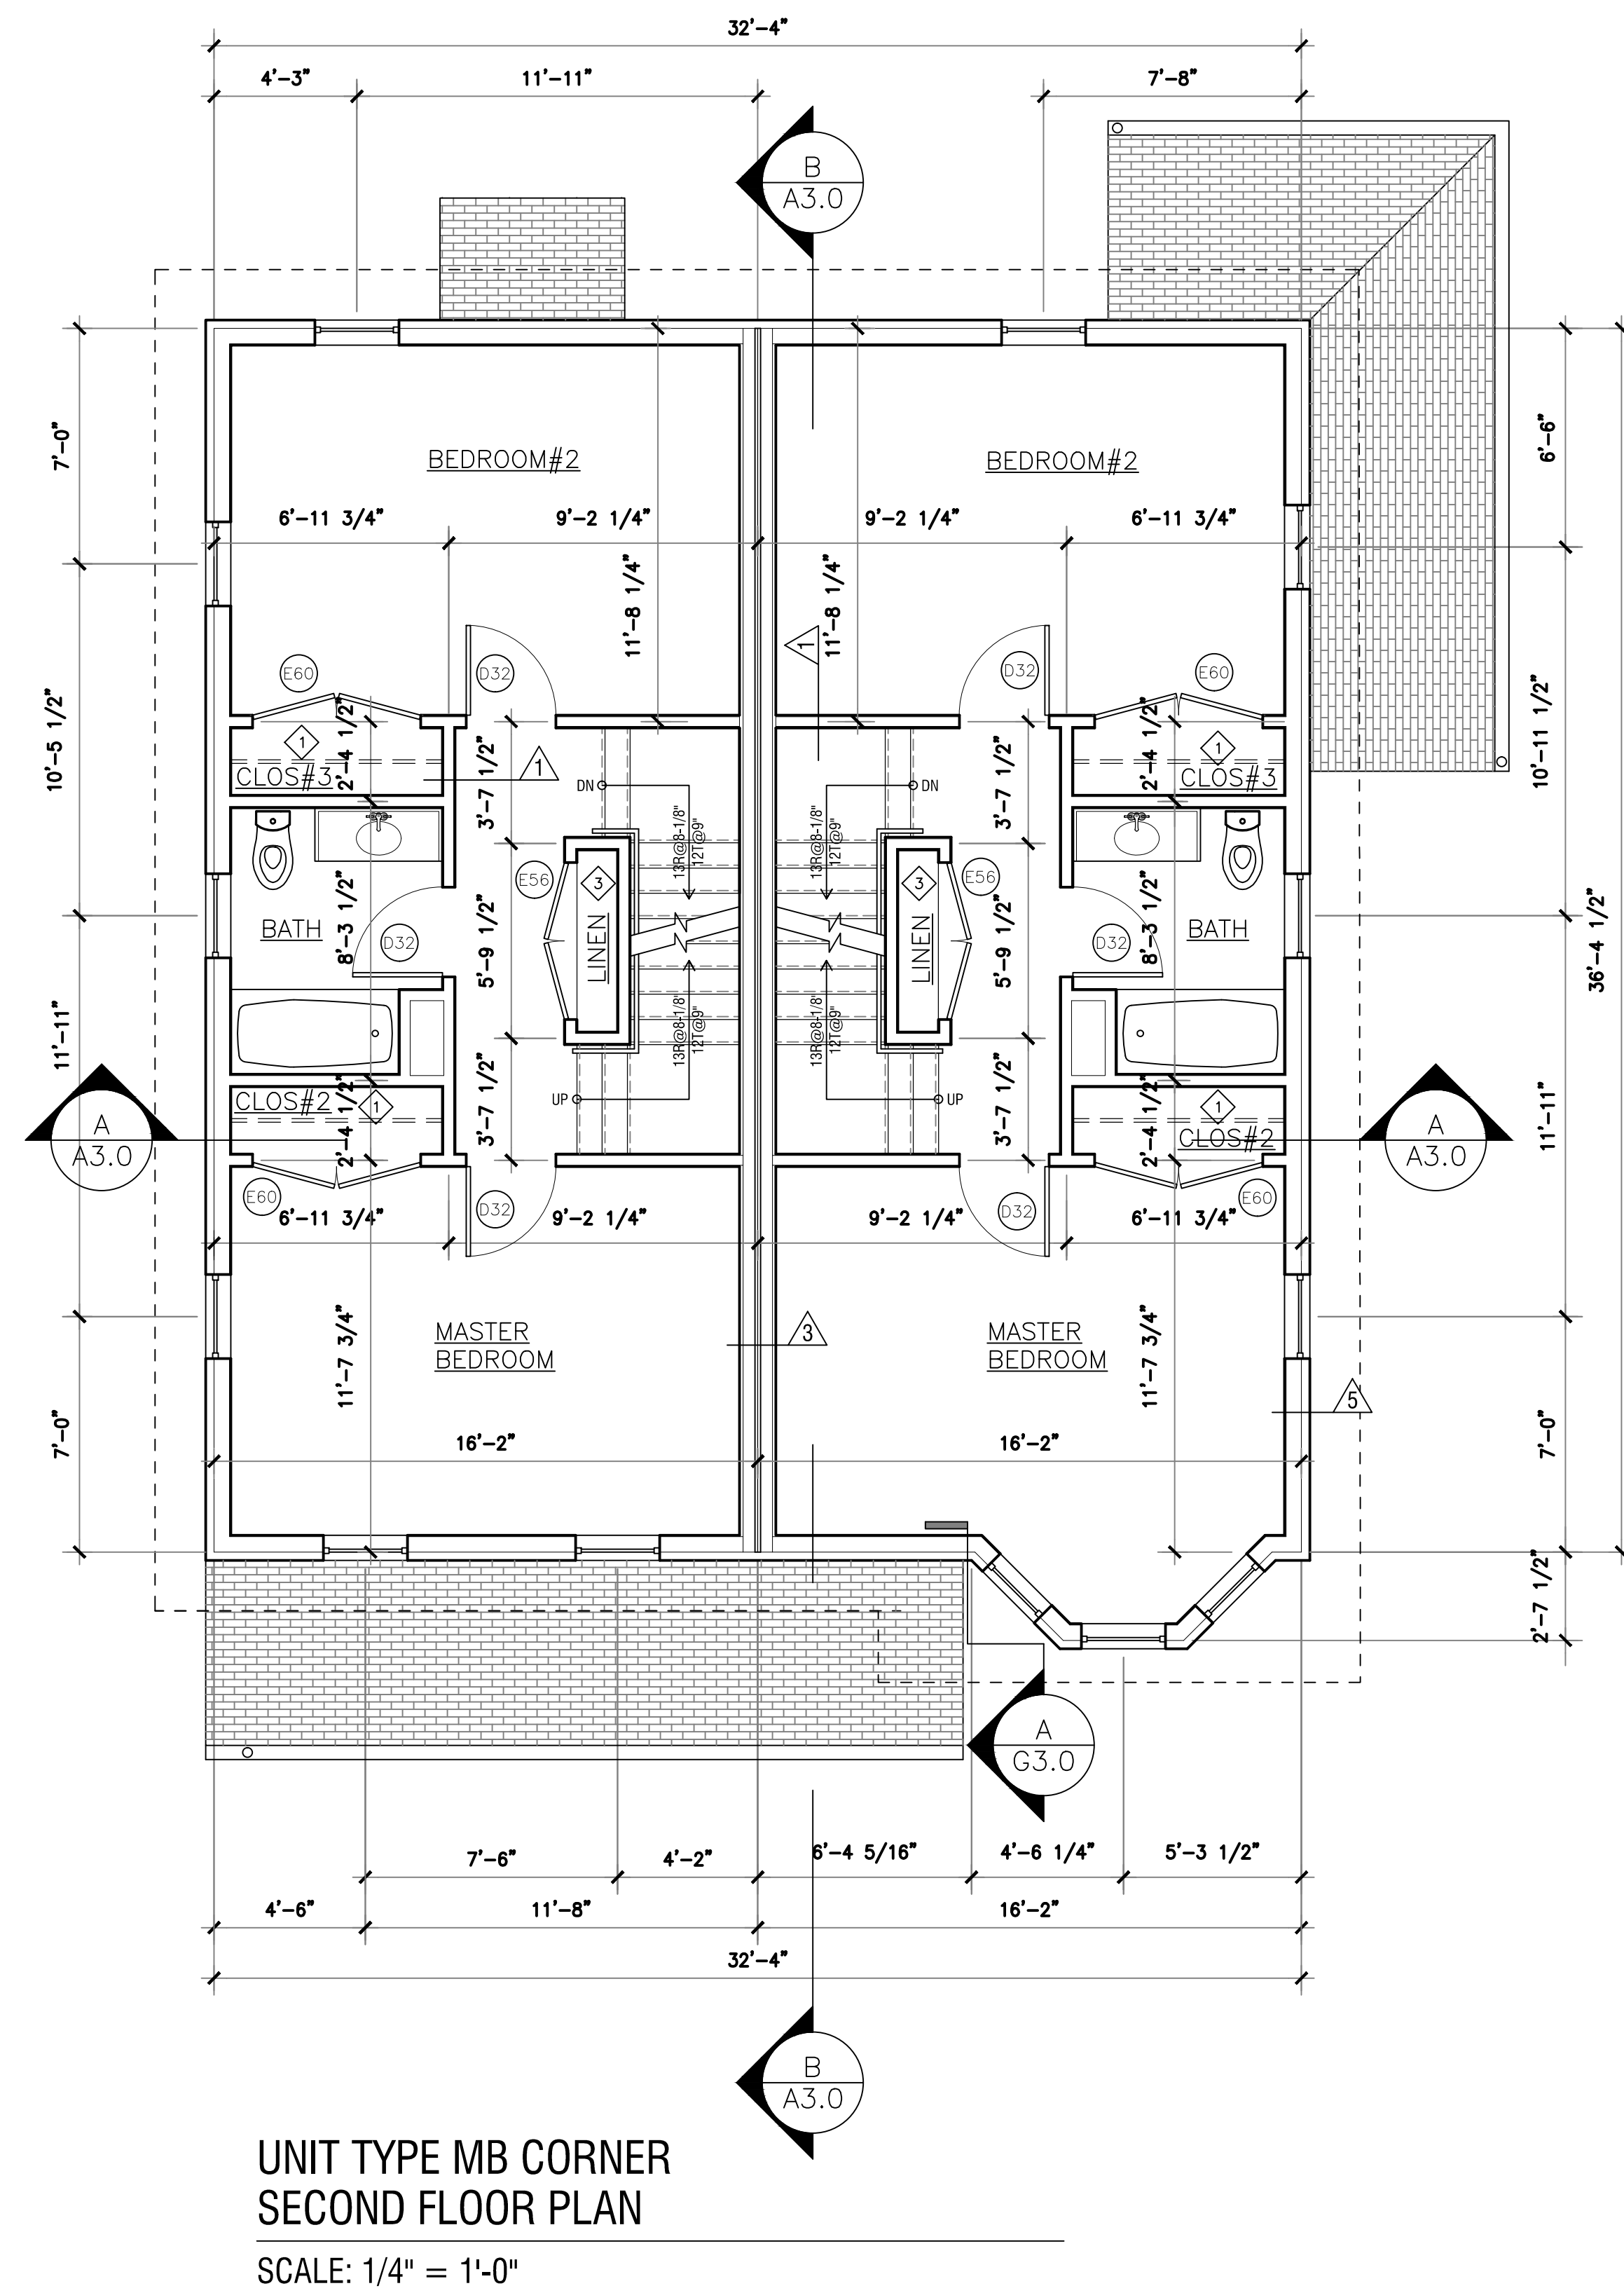 32'-4"
4'-3" 11'-11" 7'-8"
B
A3.0
7'-0" 6'-6"
BEDROOM#2 BEDROOM#2
6'-11 3/4" 9'-2 1/4" 9'-2 1/4" 6'-11 3/4"
11'-8 1/4" 11'-8 1/4"
1
E60 D32 D32 E60
10'-5 1/2" 10'-11 1/2"
2'-4 1/2" 3'-7 1/2" 3'-7 1/2" 2'-4 1/2"
1 1 1
CLOS#3 CLOS#3
DN DN
13R@8-1/8" 13R@8-1/8"
12T@9" 12T@9"
E56 3 3 E56
BATH BATH
D32 D32
8'-3 1/2" 5'-9 1/2" LINEN LINEN 5'-9 1/2" 8'-3 1/2"
36'-4 1/2"
13R@8-1/8" 13R@8-1/8"
12T@9" 12T@9"
11'-11" 11'-11"
CLOS#2 1 1
UP UP
2'-4 1/2" 3'-7 1/2" 3'-7 1/2" 2'-4 1/2"
A CLOS#2 A
A3.0 A3.0
E60 D32 D32 E60
6'-11 3/4" 9'-2 1/4" 9'-2 1/4" 6'-11 3/4"
11'-7 3/4" 11'-7 3/4"
MASTER 3 MASTER
BEDROOM BEDROOM
5
7'-0" 7'-0"
16'-2" 16'-2"
2'-7 1/2"
A
G3.0
7'-6" 4'-2" 6'-4 5/16" 4'-6 1/4" 5'-3 1/2"
4'-6" 11'-8" 16'-2"
32'-4"
B
A3.0
UNIT TYPE MB CORNER
SECOND FLOOR PLAN
SCALE: 1/4" = 1'-0"